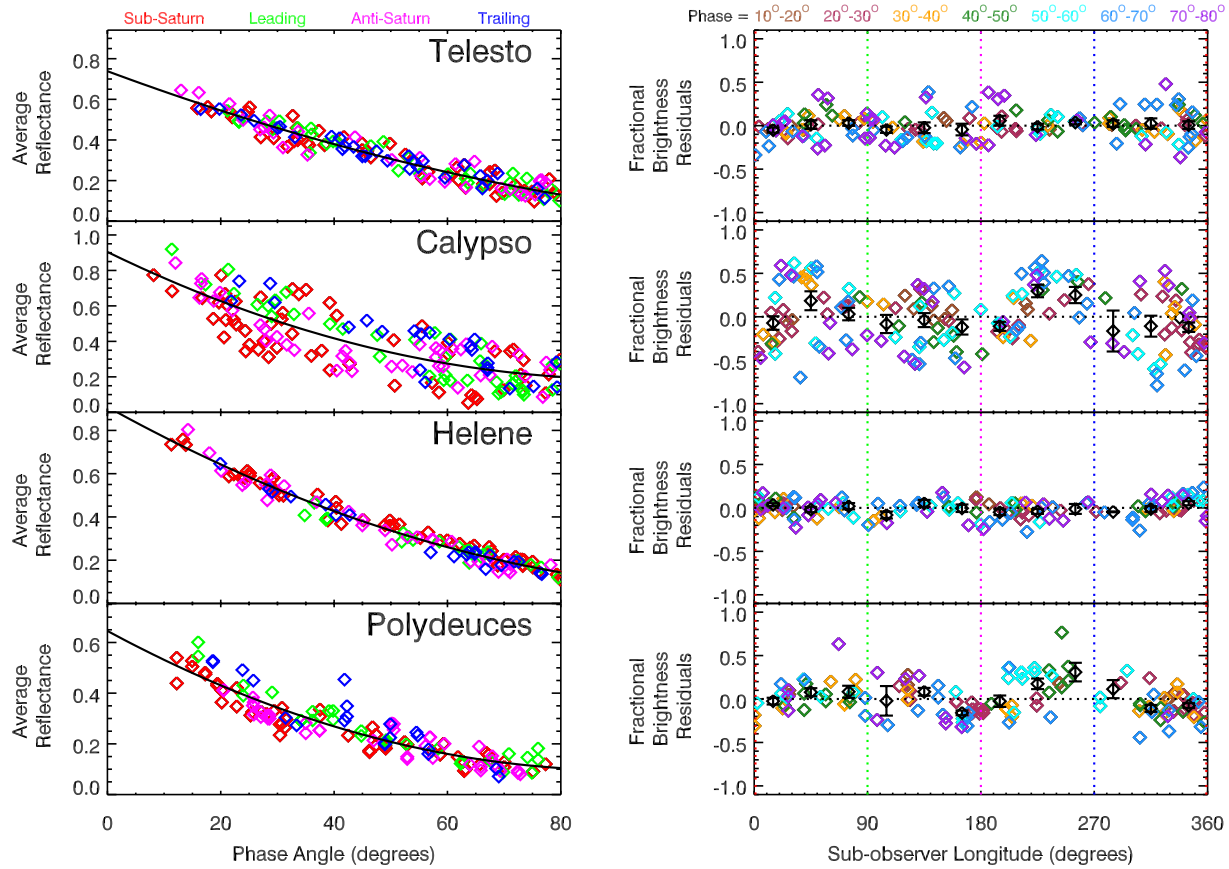 Sub-Saturn Leading Anti-Saturn Trailing
Telesto
Average
Reflectance
0.8
0.6
0.4
0.2
0.0
Calypso
Average
Reflectance
1.0
0.8
0.6
0.4
0.2
0.0
Helene
Average
Reflectance
0.8
0.6
0.4
0.2
0.0
Polydeuces
Average
Reflectance
0.6
0.4
0.2
0.0
0 20 40 60 80
Phase Angle (degrees)
Phase = 10°-20° 20°-30° 30°-40° 40°-50° 50°-60° 60°-70° 70°-80°
Fractional
Brightness
Residuals
1.0
0.5
0.0
-0.5
-1.0
Fractional
Brightness
Residuals
1.0
0.5
0.0
-0.5
-1.0
Fractional
Brightness
Residuals
1.0
0.5
0.0
-0.5
-1.0
Fractional
Brightness
Residuals
1.0
0.5
0.0
-0.5
-1.0
0 90 180 270 360
Sub-observer Longitude (degrees)